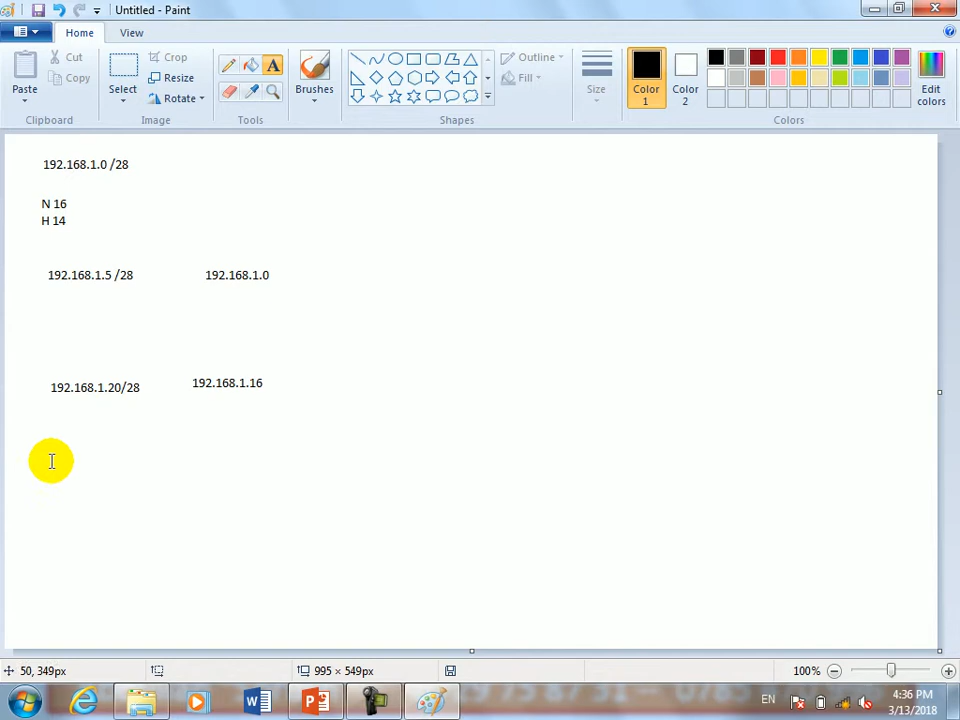 Untitled - Paint
Home
View
Paste
Cut
Copy
Clipboard
Select
Crop
Resize
Rotate
Image
Tools
Brushes
Shapes
Outline
Fill
Size
Color 1
Color 2
Edit colors
Colors
192.168.1.0 /28
N 16
H 14
192.168.1.5 /28
192.168.1.0
192.168.1.20/28
192.168.1.16
50, 349px
995 × 549px
100%
EN
4:36 PM
3/13/2018